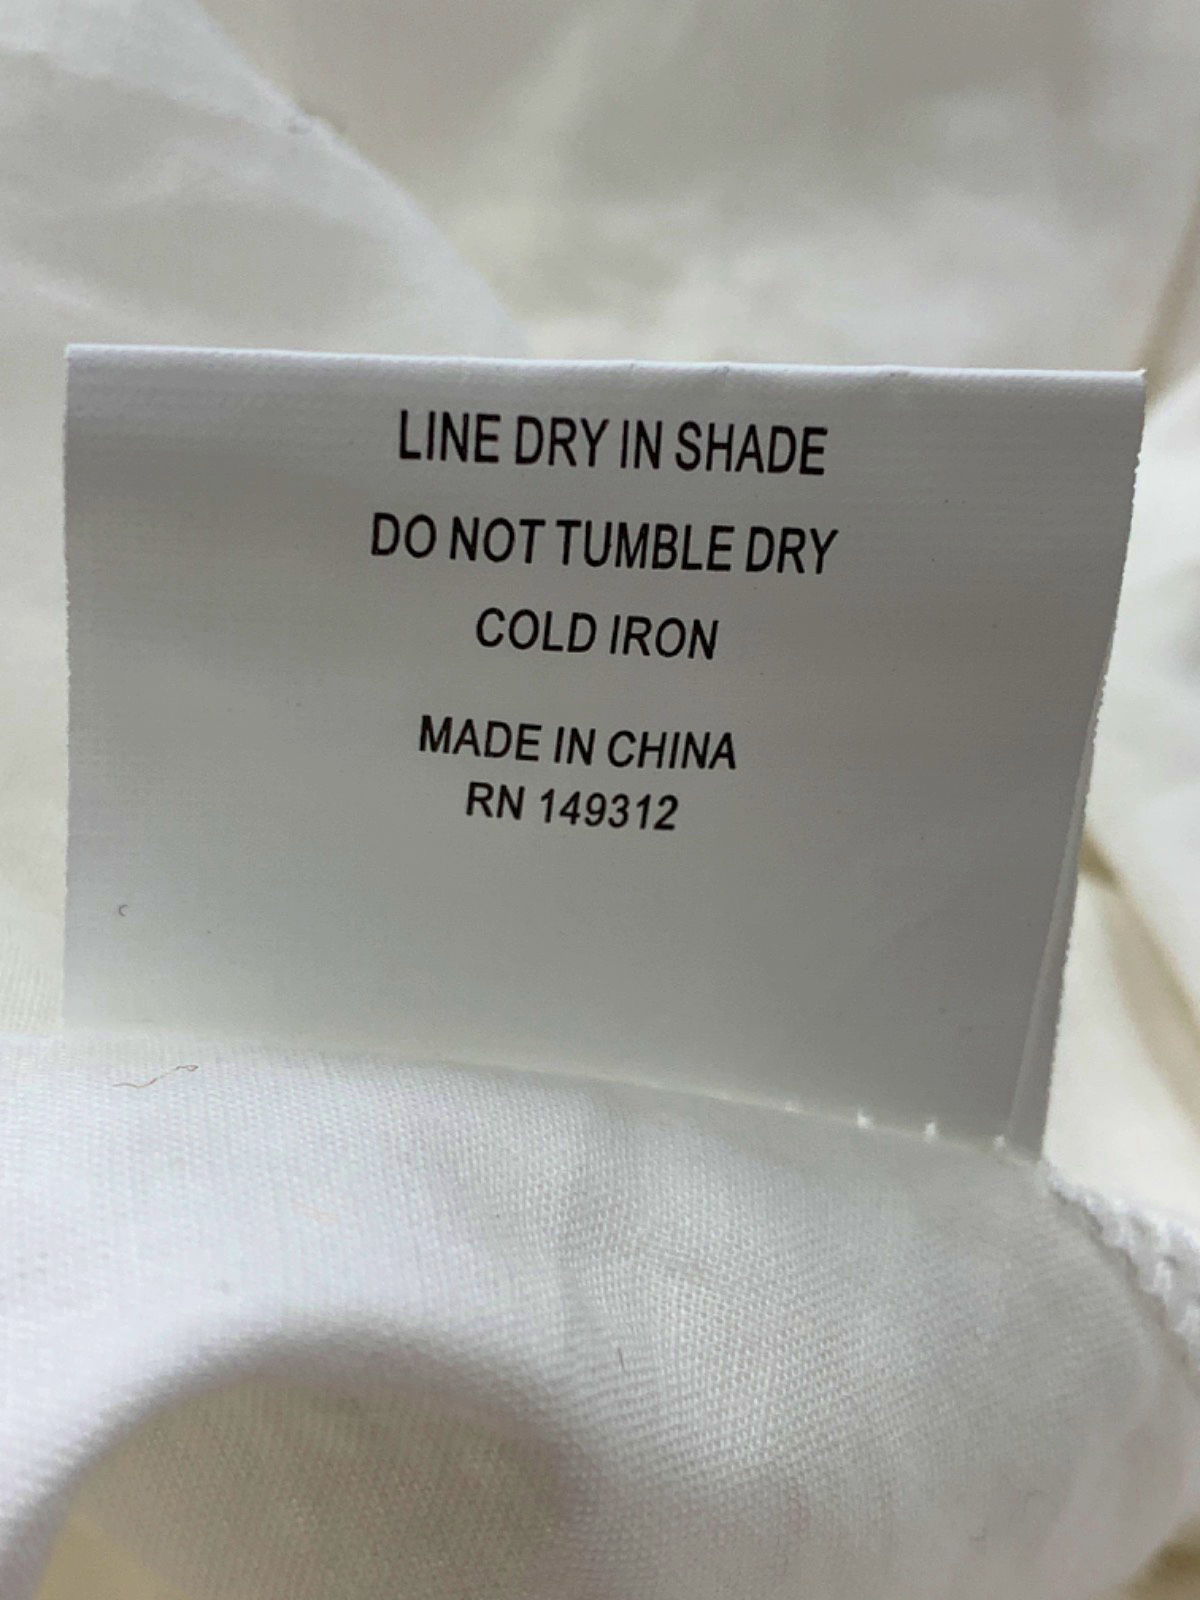 LINE DRY IN SHADE
DO NOT TUMBLE DRY
COLD IRON
MADE IN CHINA
RN 149312